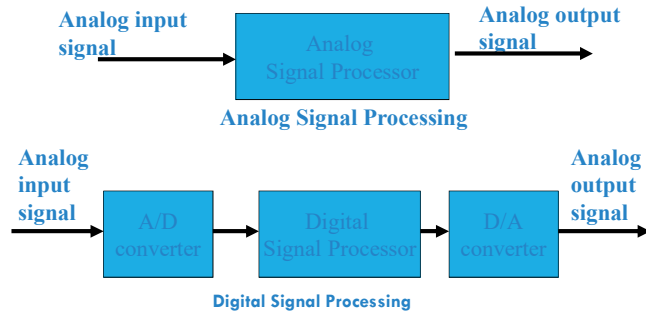 Analog input
signal
Analog
Signal Processor
Analog output
signal
Analog Signal Processing
Analog
input
signal
A/D
converter
Digital
Signal Processor
D/A
converter
Analog
output
signal
Digital Signal Processing